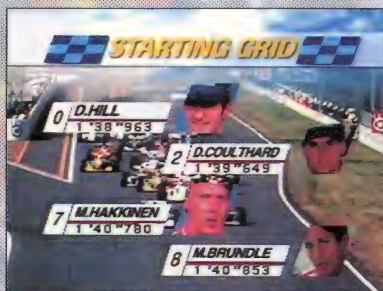 STARTING GRID
0 D.HILL
1'38"963
2 D.COULTHARD
1'39"649
7 M.HAKKINEN
1'40"780
8 M.BRUNDLE
1'40"853